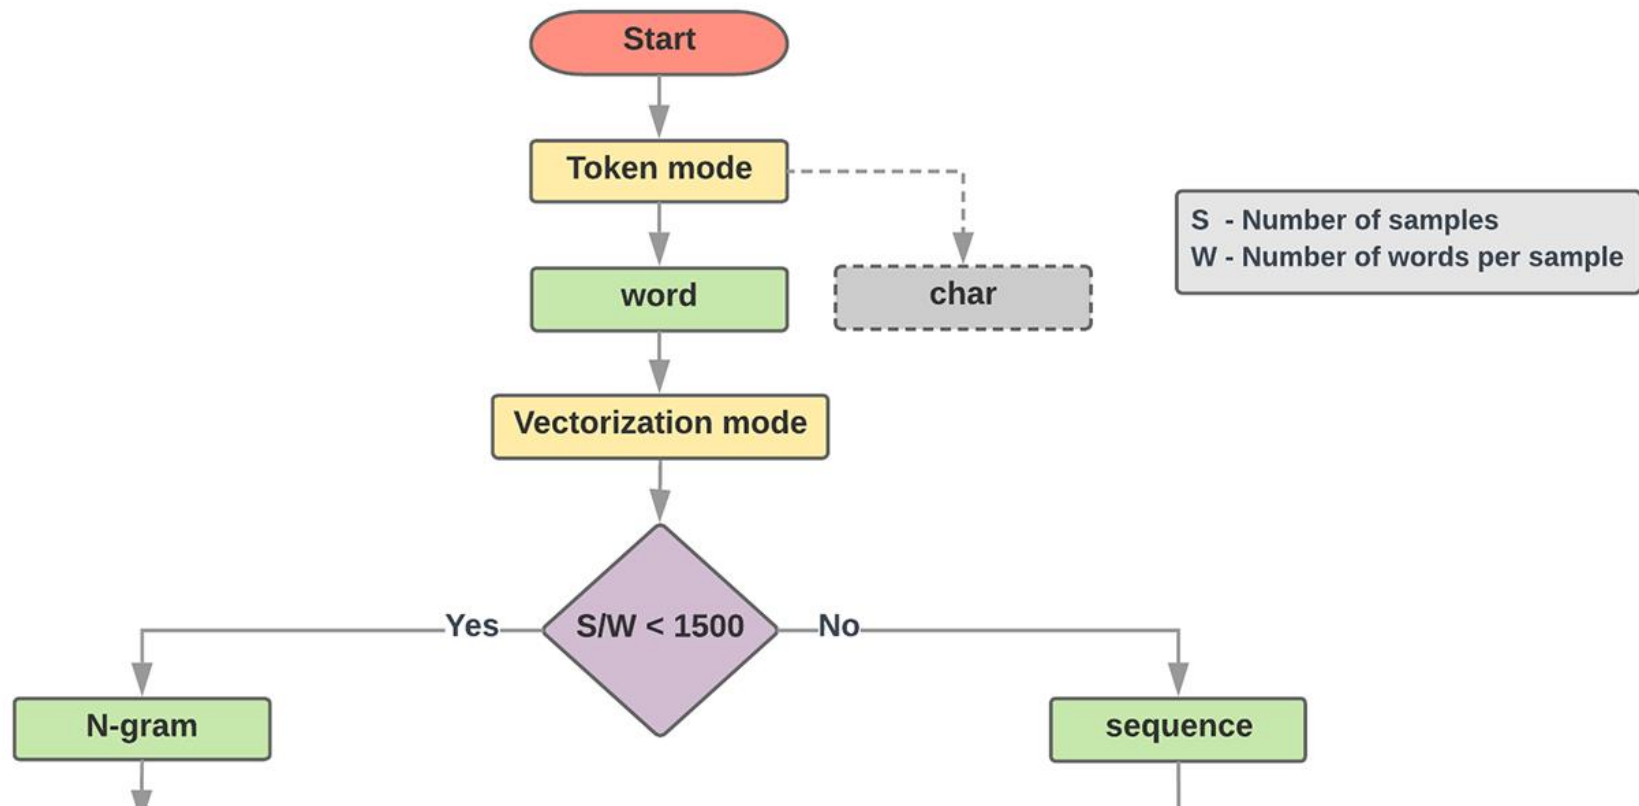 Start
Token mode
S - Number of samples
W - Number of words per sample
word
char
Vectorization mode
Yes
S/W < 1500
No
N-gram
sequence